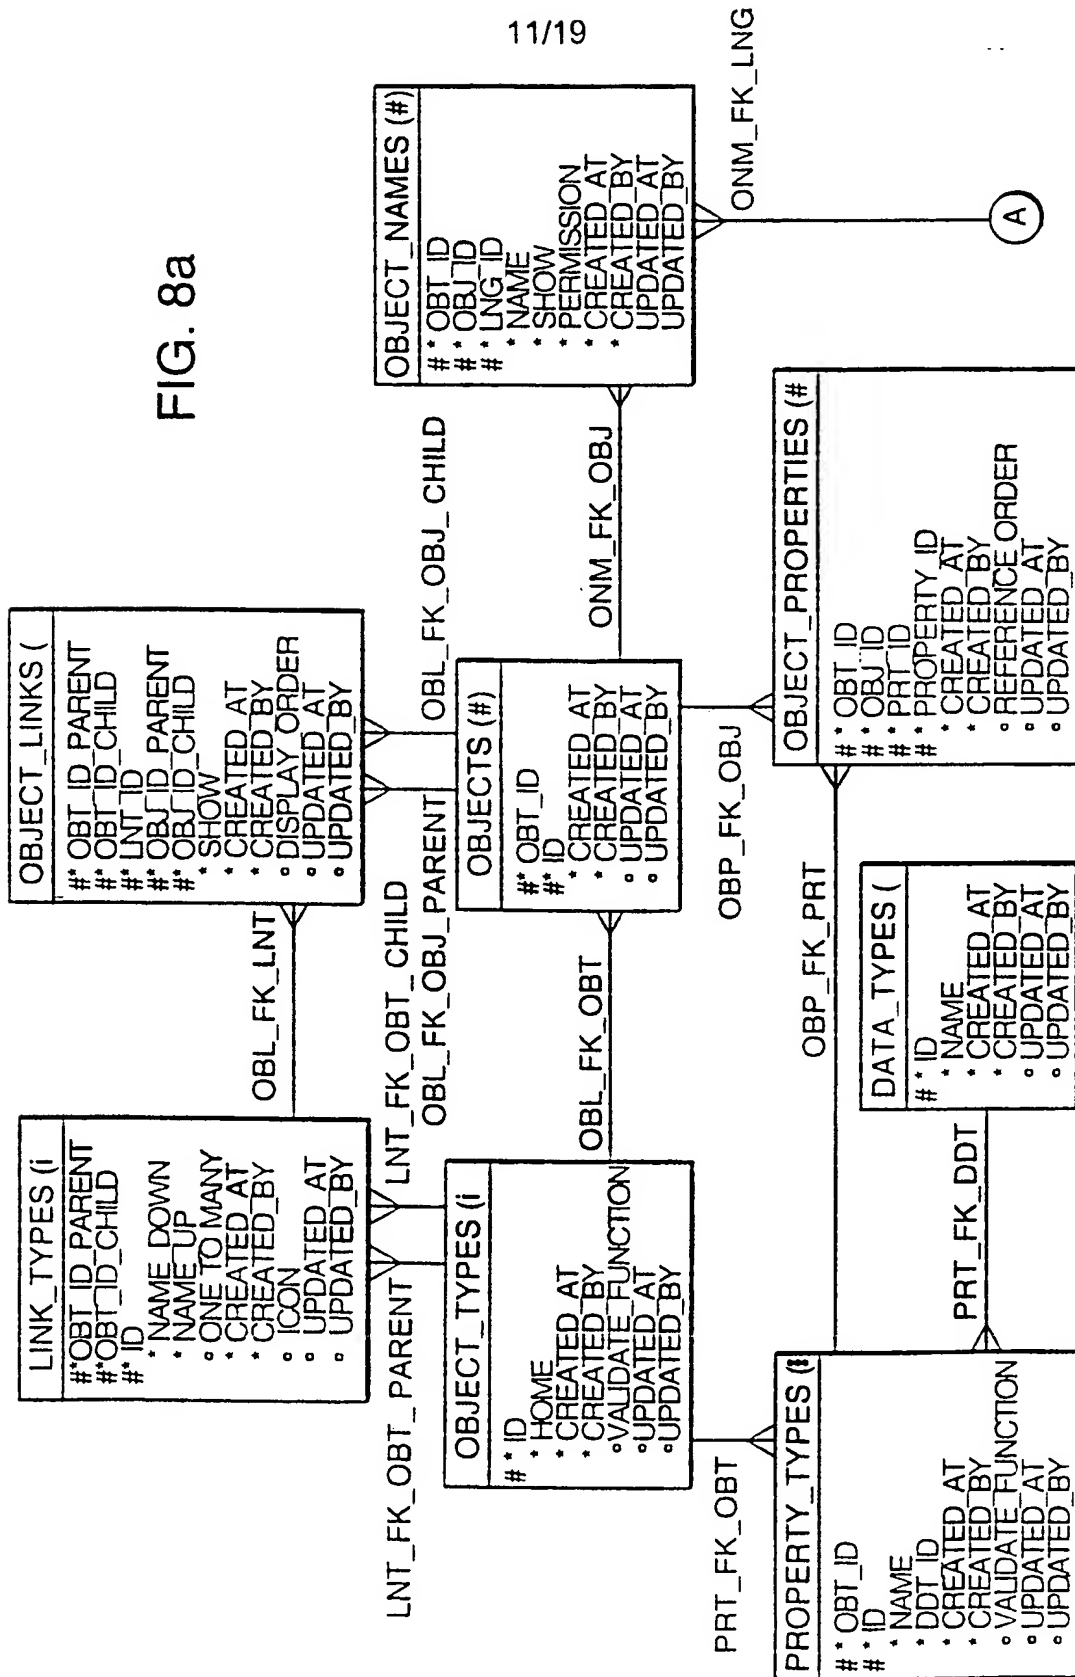 11/19
FIG. 8a
LINK_TYPES (i
#*OBT_ID_PARENT
#*OBT_ID_CHILD
#*ID
* NAME_DOWN
* NAME_UP
o ONE TO MANY
* CREATED_AT
* CREATED_BY
o ICON
o UPDATED_AT
o UPDATED_BY
OBL_FK_LNT
OBJECT_LINKS (
#*OBT_ID_PARENT
#*OBT_ID_CHILD
#*LNT_ID
#*OBJ_ID_PARENT
#*OBJ_ID_CHILD
* SHOW
* CREATED_AT
* CREATED_BY
o DISPLAY_ORDER
o UPDATED_AT
o UPDATED_BY
LNT_FK_OBT_PARENT
LNT_FK_OBT_CHILD
OBL_FK_OBJ_PARENT
OBL_FK_OBJ_CHILD
OBJECT_TYPES (i
#*ID
* HOME
* CREATED_AT
* CREATED_BY
o VALIDATE_FUNCTION
o UPDATED_AT
o UPDATED_BY
OBL_FK_OBT
OBJECTS (#)
#*OBT_ID
#*ID
* CREATED_AT
* CREATED_BY
o UPDATED_AT
o UPDATED_BY
ONM_FK_OBJ
OBJECT_NAMES (#)
#*OBT_ID
#*OBJ_ID
#*LNG_ID
* NAME
* SHOW
* PERMISSION
* CREATED_AT
* CREATED_BY
UPDATED_AT
UPDATED_BY
PRT_FK_OBT
OBP_FK_OBJ
ONM_FK_LNG
A
OBP_FK_PRT
PROPERTY_TYPES (
#*OBT_ID
#*ID
* NAME
* DDT_ID
* CREATED_AT
* CREATED_BY
o VALIDATE_FUNCTION
o UPDATED_AT
o UPDATED_BY
PRT_FK_DDT
DATA_TYPES (
#*ID
* NAME
* CREATED_AT
* CREATED_BY
o UPDATED_AT
o UPDATED_BY
OBJECT_PROPERTIES (#
#*OBT_ID
#*OBJ_ID
#*PRT_ID
#*PROPERTY_ID
* CREATED_AT
* CREATED_BY
o REFERENCE_ORDER
o UPDATED_AT
o UPDATED_BY